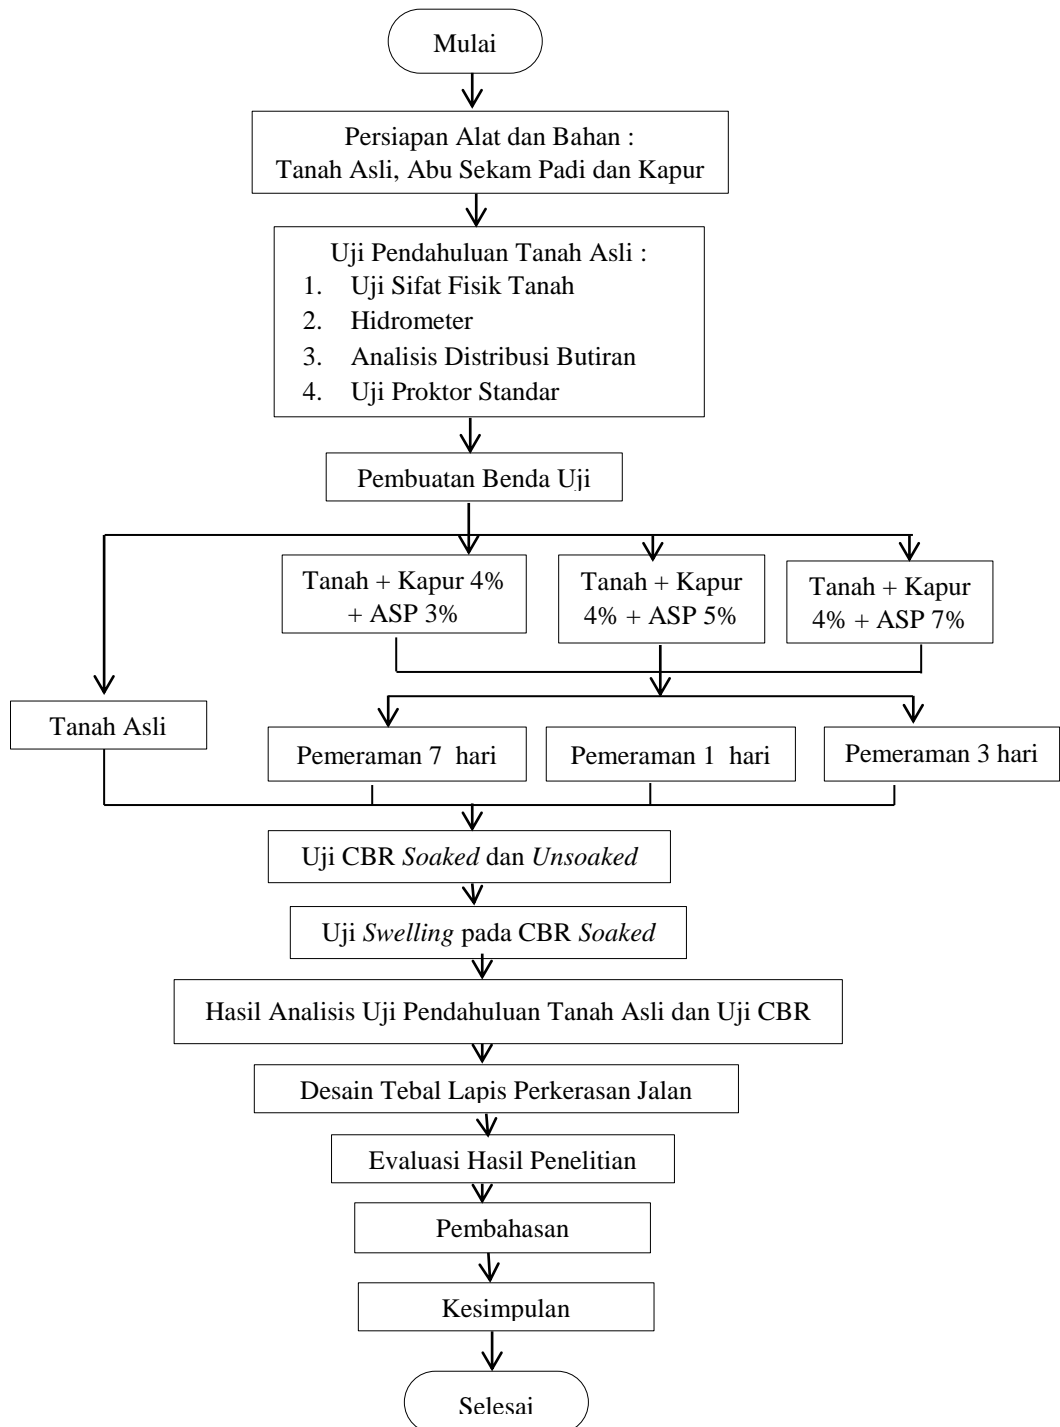 Mulai
Persiapan Alat dan Bahan :
Tanah Asli, Abu Sekam Padi dan Kapur
Uji Pendahuluan Tanah Asli :
1. Uji Sifat Fisik Tanah
2. Hidrometer
3. Analisis Distribusi Butiran
4. Uji Proktor Standar
Pembuatan Benda Uji
Tanah + Kapur 4%
+ ASP 3%
Tanah + Kapur
4% + ASP 5%
Tanah + Kapur
4% + ASP 7%
Tanah Asli
Pemeraman 7 hari
Pemeraman 1 hari
Pemeraman 3 hari
Uji CBR Soaked dan Unsoaked
Uji Swelling pada CBR Soaked
Hasil Analisis Uji Pendahuluan Tanah Asli dan Uji CBR
Desain Tebal Lapis Perkerasan Jalan
Evaluasi Hasil Penelitian
Pembahasan
Kesimpulan
Selesai